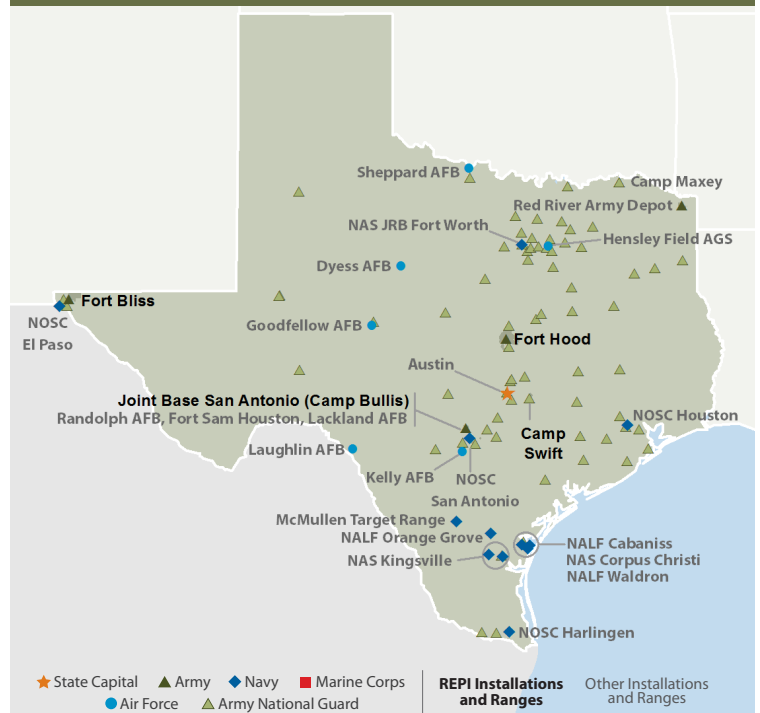 Sheppard AFB
Camp Maxey
Red River Army Depot
NAS JRB Fort Worth
Hensley Field AGS
Dyess AFB
Fort Bliss
NOSC
El Paso
Goodfellow AFB
Fort Hood
Austin
Joint Base San Antonio (Camp Bullis)
Randolph AFB, Fort Sam Houston, Lackland AFB
NOSC Houston
Camp
Swift
Laughlin AFB
Kelly AFB
NOSC
San Antonio
McMullen Target Range
NALF Orange Grove
NAS Kingsville
NALF Cabaniss
NAS Corpus Christi
NALF Waldron
NOSC Harlingen
State Capital
Army
Navy
Marine Corps
Air Force
Army National Guard
REPI Installations
and Ranges
Other Installations
and Ranges